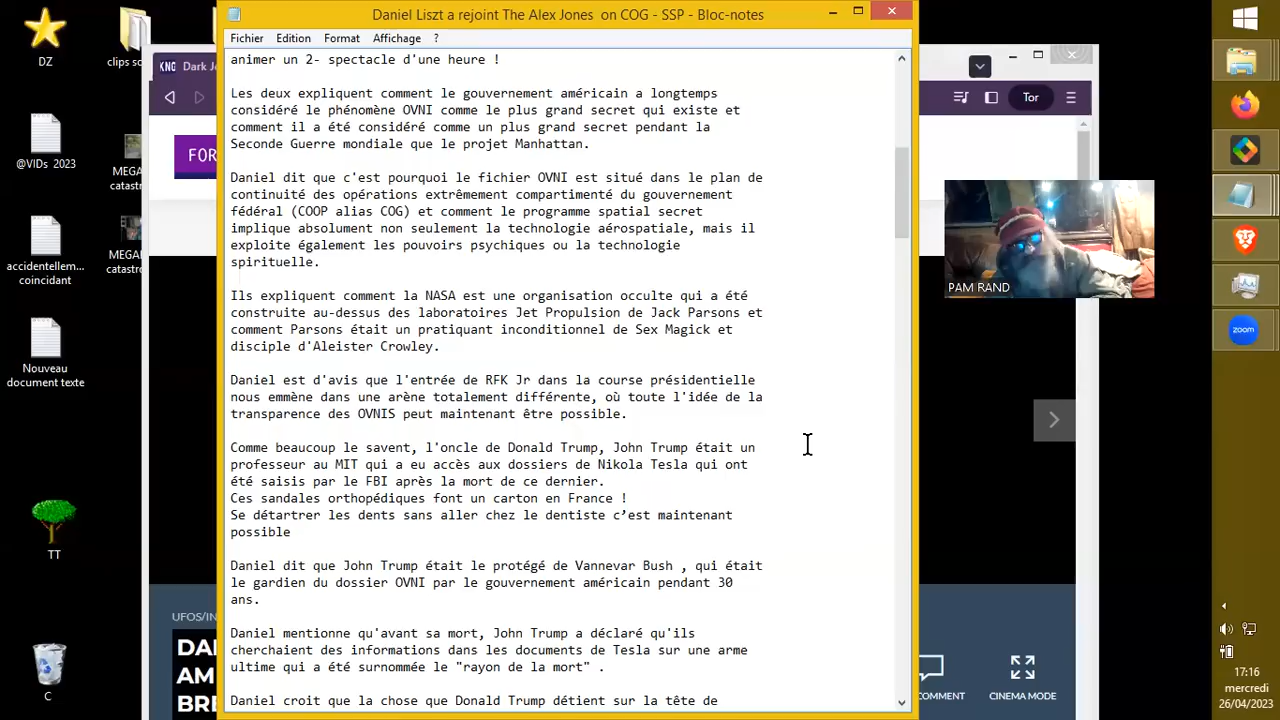 Daniel Liszt a rejoint The Alex Jones  on COG - SSP - Bloc-notes
Fichier Edition Format Affichage ?
animer un 2- spectacle d'une heure !
Les deux expliquent comment le gouvernement américain a longtemps
considéré le phénomène OVNI comme le plus grand secret qui existe et
comment il a été considéré comme un plus grand secret pendant la
Seconde Guerre mondiale que le projet Manhattan.
Daniel dit que c'est pourquoi le fichier OVNI est situé dans le plan de
continuité des opérations extrêmement compartimenté du gouvernement
fédéral (COOP alias COG) et comment le programme spatial secret
implique absolument non seulement la technologie aérospatiale, mais il
exploite également les pouvoirs psychiques ou la technologie
spirituelle.
Ils expliquent comment la NASA est une organisation occulte qui a été
construite au-dessus des laboratoires Jet Propulsion de Jack Parsons et
comment Parsons était un pratiquant inconditionnel de Sex Magick et
disciple d'Aleister Crowley.
Daniel est d'avis que l'entrée de RFK Jr dans la course présidentielle
nous emmène dans une arène totalement différente, où toute l'idée de la
transparence des OVNIS peut maintenant être possible.
Comme beaucoup le savent, l'oncle de Donald Trump, John Trump était un
professeur au MIT qui a eu accès aux dossiers de Nikola Tesla qui ont
été saisis par le FBI après la mort de ce dernier.
Ces sandales orthopédiques font un carton en France !
Se détartrer les dents sans aller chez le dentiste c’est maintenant
possible
Daniel dit que John Trump était le protégé de Vannevar Bush , qui était
le gardien du dossier OVNI par le gouvernement américain pendant 30
ans.
Daniel mentionne qu'avant sa mort, John Trump a déclaré qu'ils
cherchaient des informations dans les documents de Tesla sur une arme
ultime qui a été surnommée le "rayon de la mort" .
Daniel croit que la chose que Donald Trump détient sur la tête de
DZ
clips so
@VIDs 2023
MEGA
catast
accidentellem...
coincidant
MEGA
catastro
Nouveau
document texte
TT
C
KNO
Dark Jo
FOR
Tor
PAM RAND
UFOS/IN
DAI
AM
BRE
COMMENT
CINEMA MODE
zoom
17:16
mercredi
26/04/2023